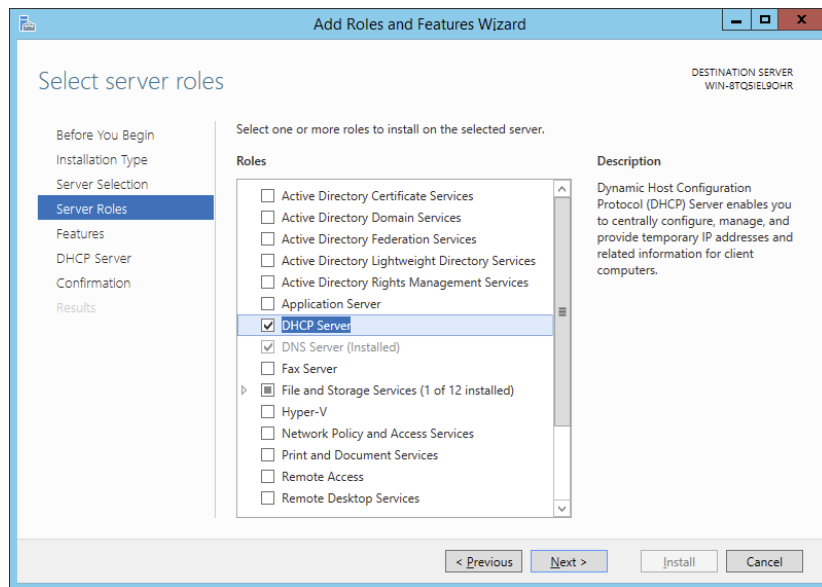 Add Roles and Features Wizard
Select server roles
DESTINATION SERVER
WIN-8TQ5IEL9OHR
Before You Begin
Installation Type
Server Selection
Server Roles
Features
DHCP Server
Confirmation
Results
Select one or more roles to install on the selected server.
Roles
Active Directory Certificate Services
Active Directory Domain Services
Active Directory Federation Services
Active Directory Lightweight Directory Services
Active Directory Rights Management Services
Application Server
DHCP Server
DNS Server (Installed)
Fax Server
File and Storage Services (1 of 12 installed)
Hyper-V
Network Policy and Access Services
Print and Document Services
Remote Access
Remote Desktop Services
Description
Dynamic Host Configuration
Protocol (DHCP) Server enables you
to centrally configure, manage, and
provide temporary IP addresses and
related information for client
computers.
< Previous
Next >
Install
Cancel